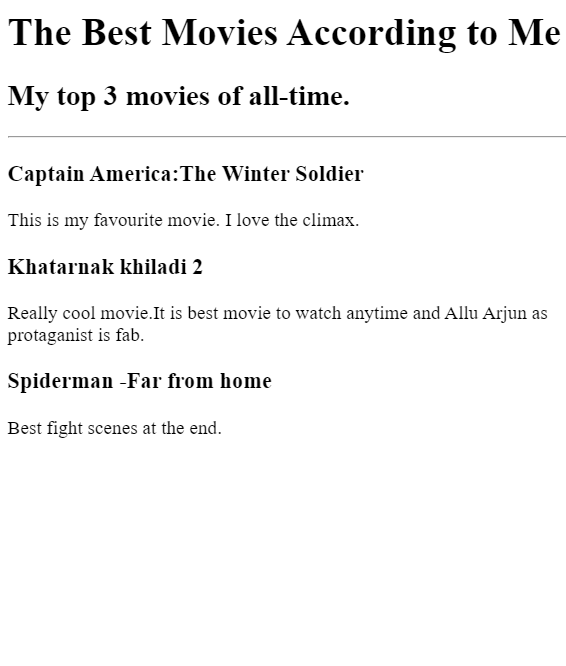 The Best Movies According to Me
My top 3 movies of all-time.
Captain America:The Winter Soldier
This is my favourite movie. I love the climax.
Khatarnak khiladi 2
Really cool movie.It is best movie to watch anytime and Allu Arjun as
protaganist is fab.
Spiderman -Far from home
Best fight scenes at the end.